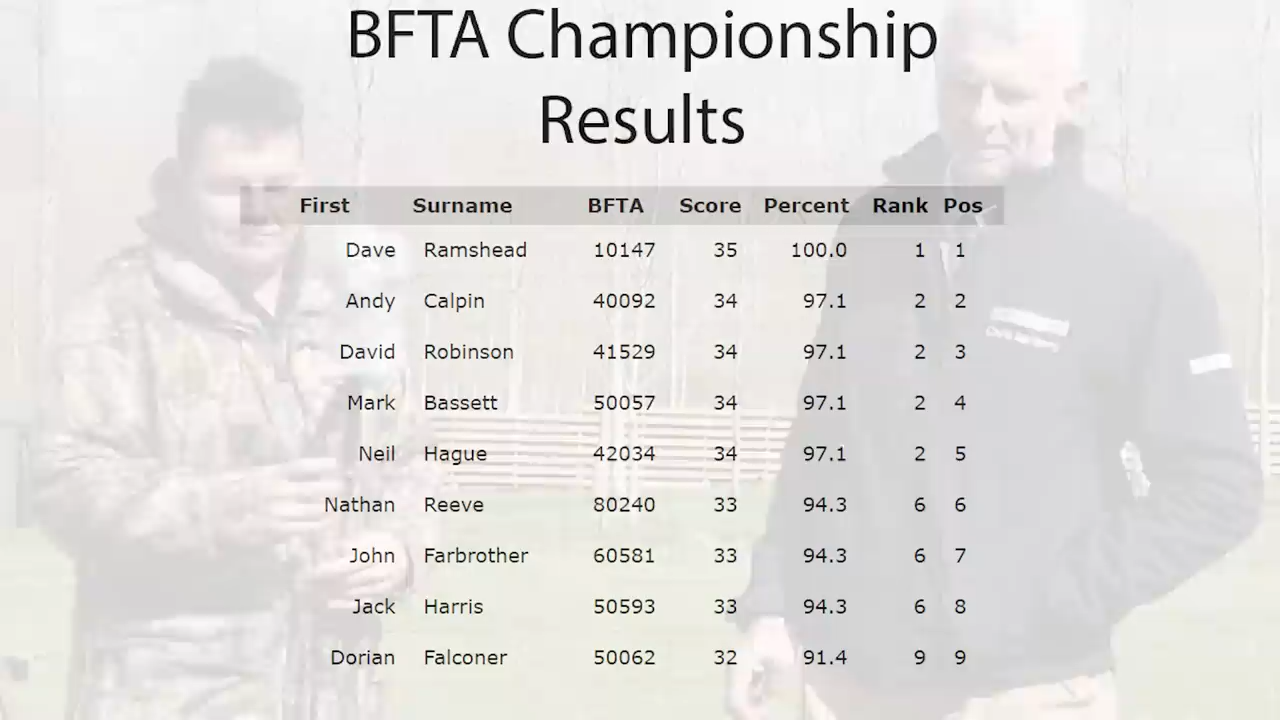 BFTA Championship
Results
First Surname BFTA Score Percent Rank Pos
Dave Ramshead 10147 35 100.0 1 1
Andy Calpin 40092 34 97.1 2 2
David Robinson 41529 34 97.1 2 3
Mark Bassett 50057 34 97.1 2 4
Neil Hague 42034 34 97.1 2 5
Nathan Reeve 80240 33 94.3 6 6
John Farbrother 60581 33 94.3 6 7
Jack Harris 50593 33 94.3 6 8
Dorian Falconer 50062 32 91.4 9 9